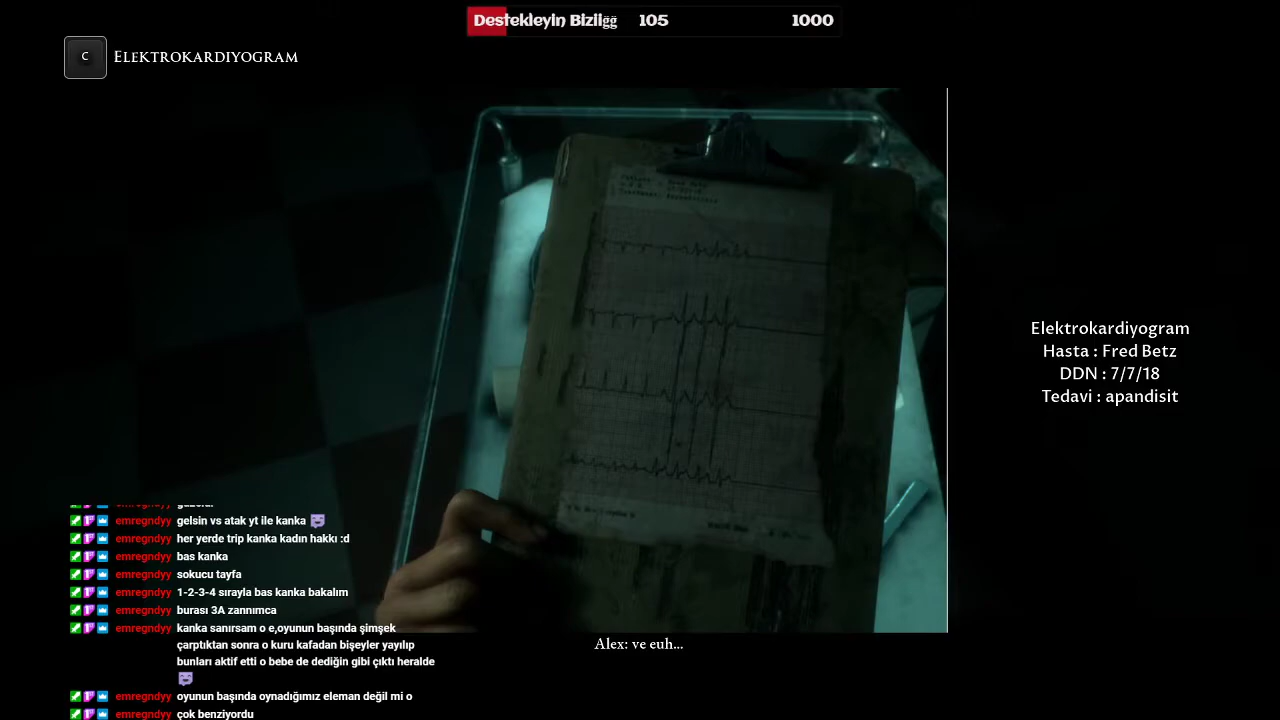 Destekleyin Bizliğğ 105 1000
C ELEKTROKARDIYOGRAM
Elektrokardiyogram
Hasta : Fred Betz
DDN : 7/7/18
Tedavi : apandisit
emregndyy gelsin vs atak yt ile kanka
emregndyy her yerde trip kanka kadın hakkı :d
emregndyy bas kanka
emregndyy sokucu tayfa
emregndyy 1-2-3-4 sırayla bas kanka bakalım
emregndyy burası 3A zannımca
emregndyy kanka sanırsam o e,oyunun başında şimşek
çarptıktan sonra o kuru kafadan bişeyler yayılıp
bunları aktif etti o bebe de dediğin gibi çıktı heralde
emregndyy oyunun başında oynadığımız eleman değil mi o
emregndyy çok benziyordu
Alex: ve euh...